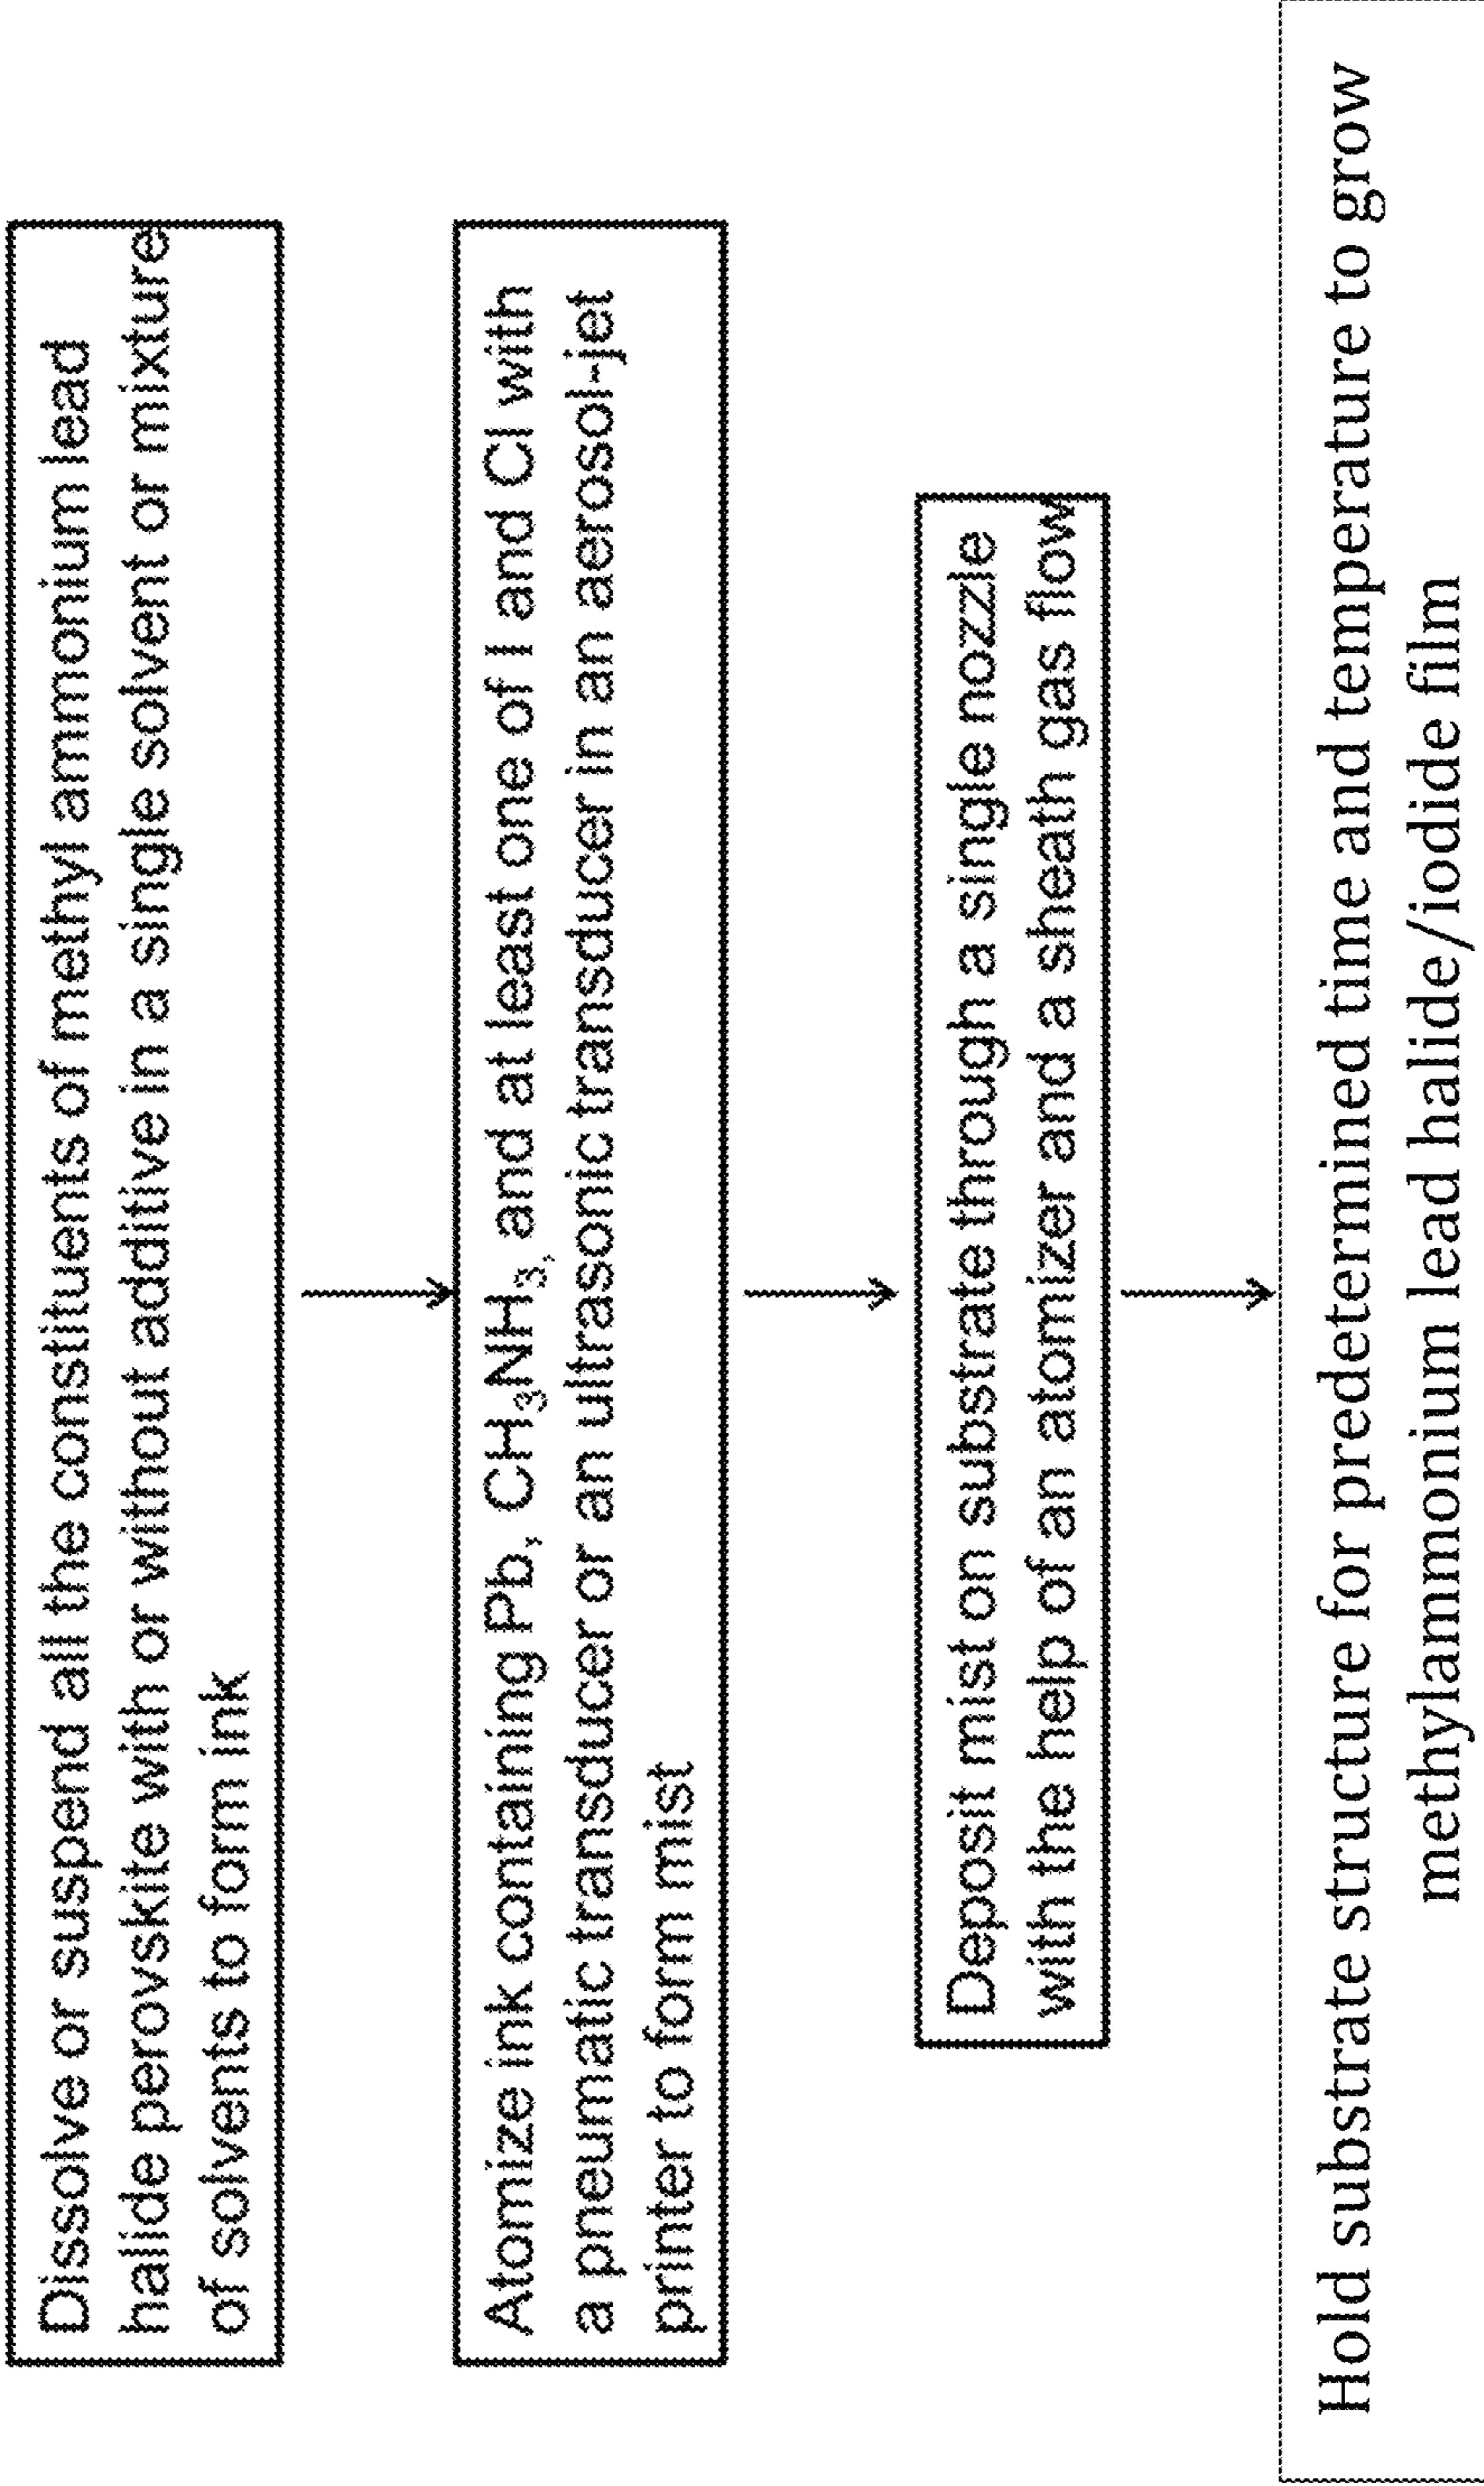 Dissolve or suspend all the constituents of methyl ammonium lead
halide perovskite with or without additive in a single solvent or mixture
of solvents to form ink
Atomize ink containing Pb, CH₃NH₃, and at least one of I and Cl with
a pneumatic transducer or an ultrasonic transducer in an aerosol-jet
printer to form mist
Deposit mist on substrate through a single nozzle
with the help of an atomizer and a sheath gas flow
Hold substrate structure for predetermined time and temperature to grow
methylammonium lead halide/iodide film